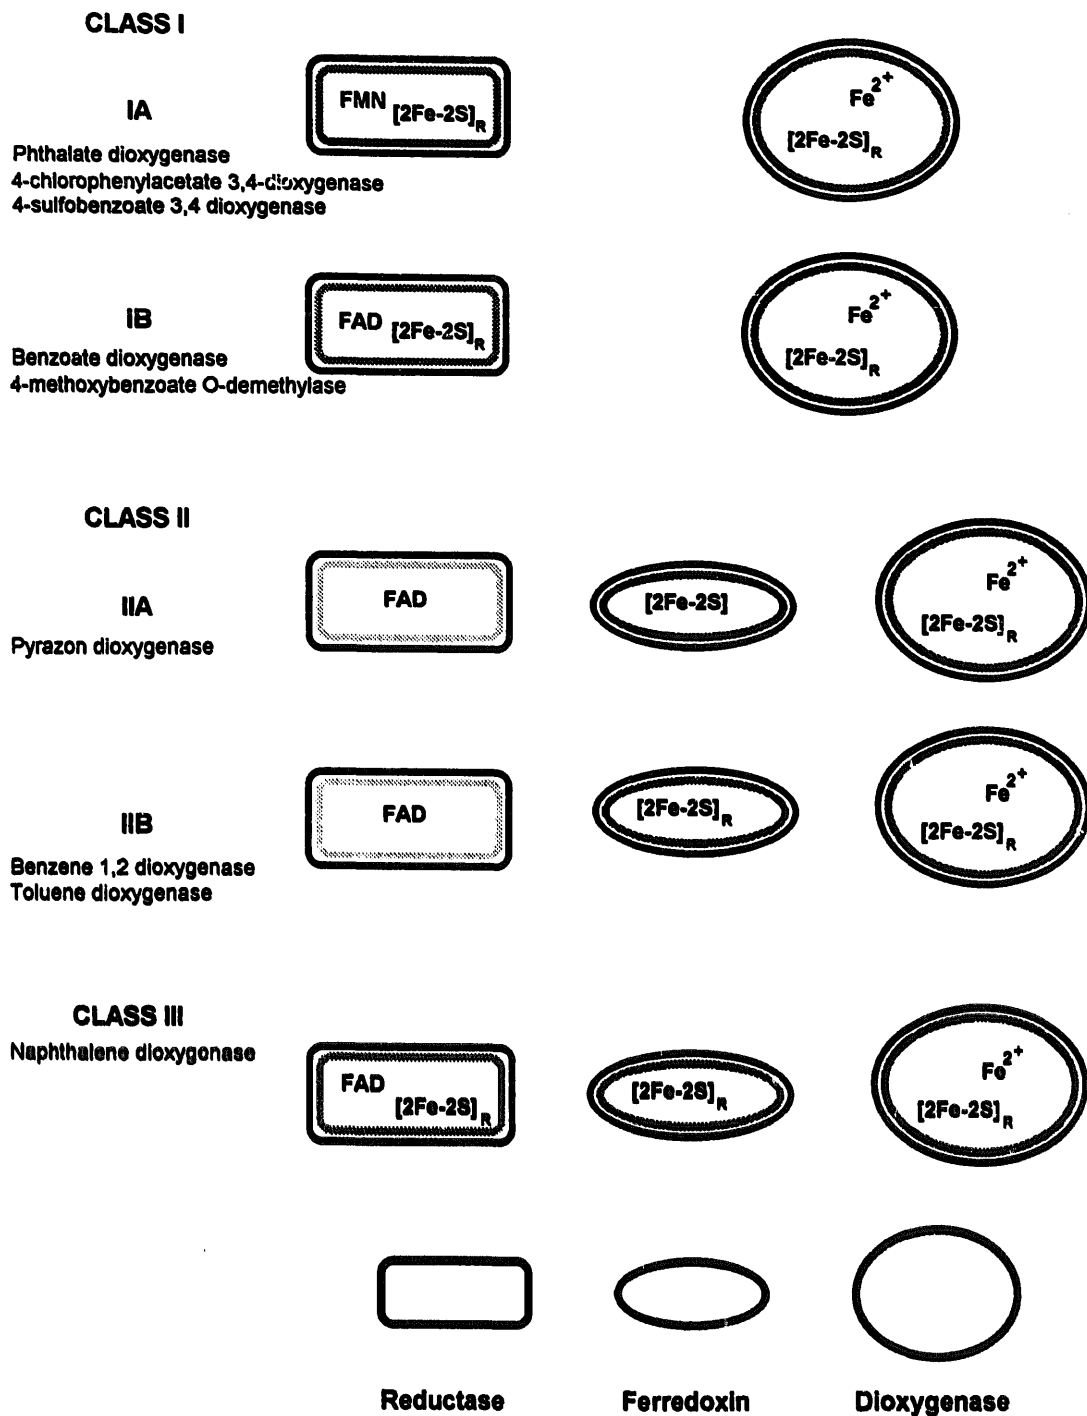 CLASS I
IA
FMN [2Fe-2S]R
Fe2+
[2Fe-2S]R
Phthalate dioxygenase
4-chlorophenylacetate 3,4-dioxygenase
4-sulfobenzoate 3,4 dioxygenase
IB
FAD [2Fe-2S]R
Fe2+
[2Fe-2S]R
Benzoate dioxygenase
4-methoxybenzoate O-demethylase
CLASS II
IIA
FAD
[2Fe-2S]
Fe2+
[2Fe-2S]R
Pyrazon dioxygenase
IIB
FAD
[2Fe-2S]R
Fe2+
[2Fe-2S]R
Benzene 1,2 dioxygenase
Toluene dioxygenase
CLASS III
Naphthalene dioxygonase
FAD
[2Fe-2S]R
[2Fe-2S]R
Fe2+
[2Fe-2S]R
Reductase Ferredoxin Dioxygenase